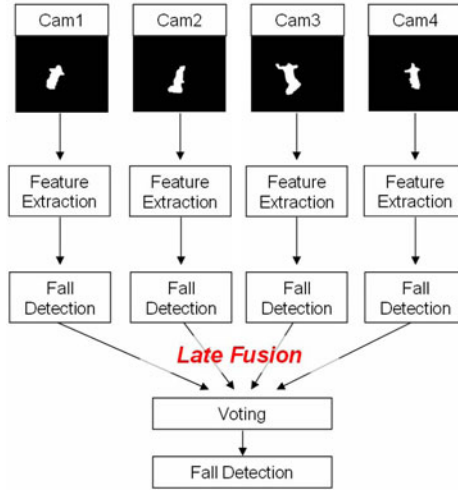 Cam1 Cam2 Cam3 Cam4
Feature Feature Feature Feature
Extraction Extraction Extraction Extraction
Fall Fall Fall Fall
Detection Detection Detection Detection
Late Fusion
Voting
Fall Detection